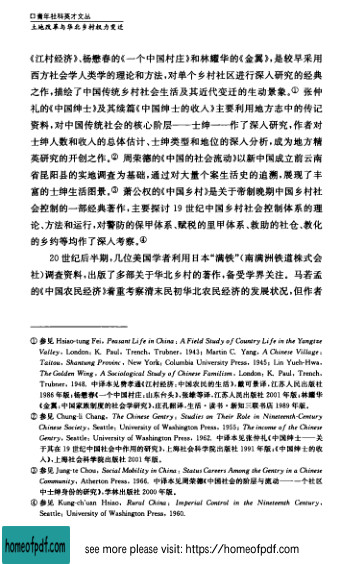 口青年社科英才文丛
土地改革与华北乡村权力变迁
《江村经济》、杨懋春的《一个中国村庄》和林耀华的《金翼》，是较早采用
西方社会学人类学的理论和方法，对单个乡村社区进行深入研究的经典
之作，描绘了中国传统乡村社会生活及其近代变迁的生动景象。① 张仲
礼的《中国绅士》及其续篇《中国绅士的收入》主要利用地方志中的传记
资料，对中国传统社会的核心阶层——士绅——作了深入研究，作者对
士绅人数和收入的总体估计、士绅类型和地位的深入分析，成为地方精
英研究的开创之作。② 周荣德的《中国的社会流动》以新中国成立前云南
省昆阳县的实地调查为基础，通过对大量个案生活史的追溯，展现了丰
富的士绅生活图景。③ 萧公权的《中国乡村》是关于帝制晚期中国乡村社
会控制的一部经典著作，主要探讨 19 世纪中国乡村社会控制体系的理
论、方法和运行，对警防的保甲体系、赋税的里甲体系、救助的社仓、教化
的乡约等均作了深入考察。④
20 世纪后半期，几位美国学者利用日本“满铁”（南满洲铁道株式会
社）调查资料，出版了多部关于华北乡村的著作，备受学界关注。马若孟
的《中国农民经济》着重考察清末民初华北农民经济的发展状况，但作者
① 参见 Hsiao-tung Fei, Peasant Life in China: A Field Study of Country Life in the Yangtze
Valley. London: K. Paul, Trench, Trubner, 1943; Martin C. Yang, A Chinese Village:
Taitou, Shantung Provinc, New York: Columbia University Press, 1945; Lin Yueh-Hwa.
The Golden Wing, A Sociological Study of Chinese Familism. London: K. Paul, Trench,
Trubner, 1948. 中译本见费孝通《江村经济：中国农民的生活》，戴可景译，江苏人民出版社
1986 年版；杨懋春《一个中国村庄：山东台头》，张雄等译，江苏人民出版社 2001 年版；林耀华
《金翼：中国家族制度的社会学研究》，庄孔韶译，生活·读书·新知三联书店 1989 年版。
② 参见 Chung-li Chang, The Chinese Gentry: Studies on Their Role in Nineteenth-Century
Chinese Society, Seattle: University of Washington Press, 1955; The income of the Chinese
Gentry. Seattle: University of Washington Press, 1962. 中译本见张仲礼《中国绅士——关
于其在 19 世纪中国社会中作用的研究》，上海社会科学院出版社 1991 年版；《中国绅士的收
入》，上海社会科学院出版社 2001 年版。
③ 参见 Jung-te Chou, Social Mobility in China: Status Careers Among the Gentry in a Chinese
Community, Atherton Press, 1966. 中译本见周荣德《中国社会的阶层与流动——一个社区
中士绅身份的研究》，学林出版社 2000 年版。
④ 参见 Kung-ch'uan Hsiao, Rural China: Imperial Control in the Nineteenth Century,
Seattle: University of Washington Press, 1960.
homeofpdf.com
see more please visit: https://homeofpdf.com